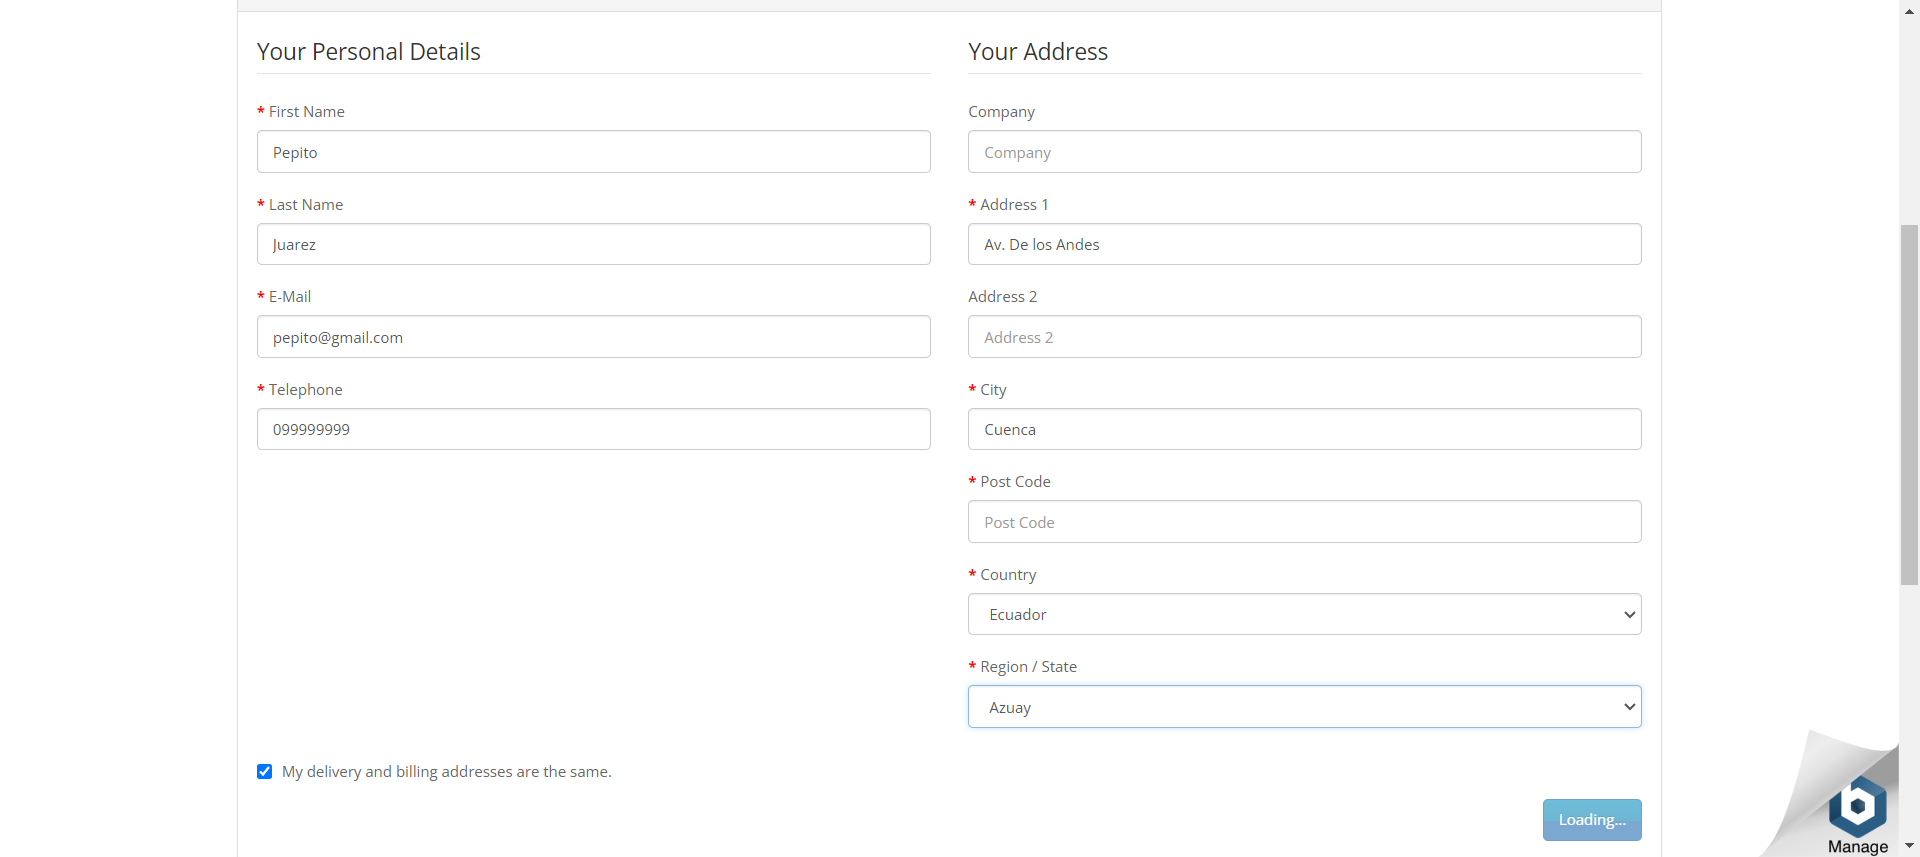 Your Personal Details
* First Name
Pepito
* Last Name
Juarez
* E-Mail
pepito@gmail.com
* Telephone
099999999
Your Address
Company
Company
* Address 1
Av. De los Andes
Address 2
Address 2
* City
Cuenca
* Post Code
Post Code
* Country
Ecuador
* Region / State
Azuay
My delivery and billing addresses are the same.
Loading...
Manage